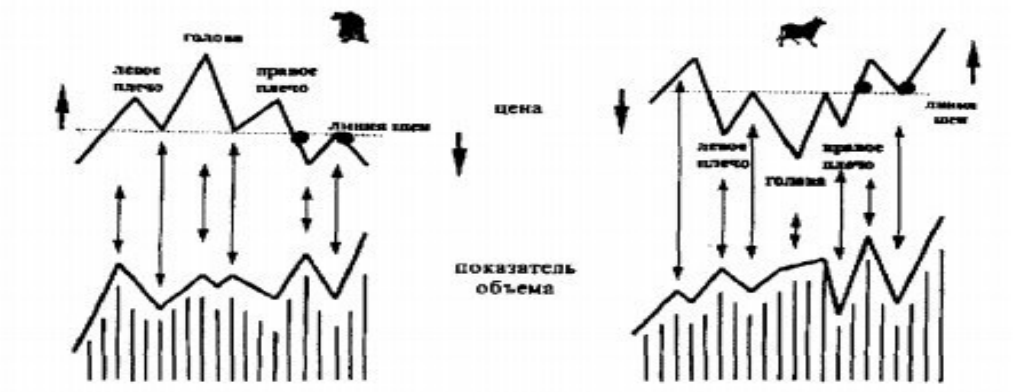 голова
левое
плечо
правое
плечо
линия шеи
цена
линия
шеи
левое
плечо
правое
плечо
голова
показатель
объема